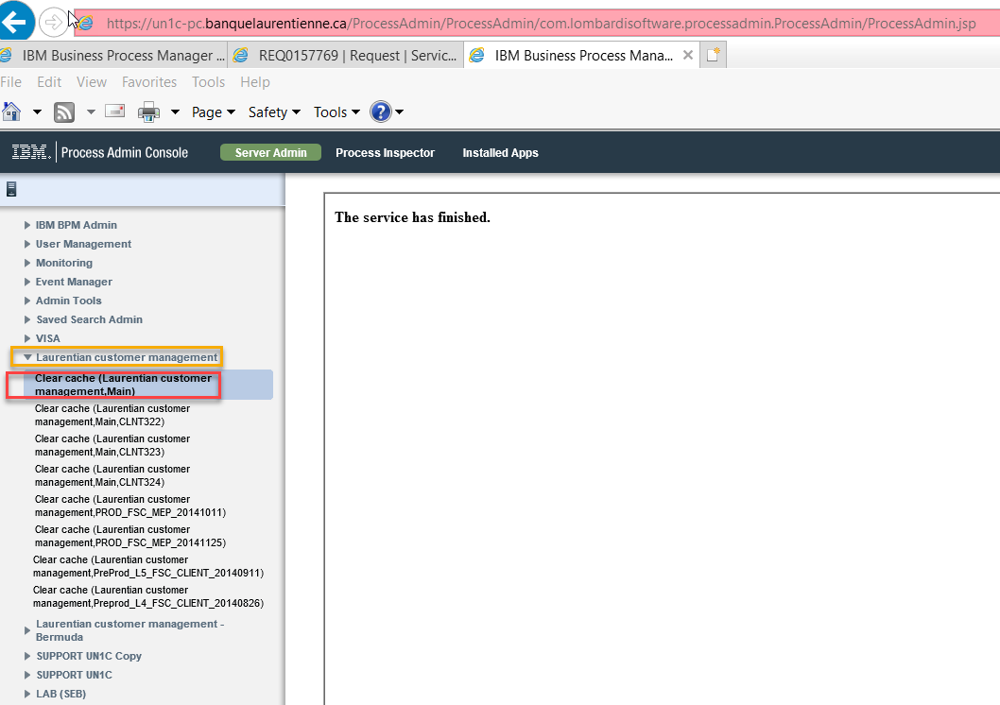 https://un1c-pc.banquelaurentienne.ca/ProcessAdmin/ProcessAdmin/com.lombardisoftware.processadmin.ProcessAdmin/ProcessAdmin.jsp
IBM Business Process Manager ...
REQ0157769 | Request | Servic...
IBM Business Process Mana...
File Edit View Favorites Tools Help
Page Safety Tools
IBM. Process Admin Console
Server Admin
Process Inspector
Installed Apps
IBM BPM Admin
User Management
Monitoring
Event Manager
Admin Tools
Saved Search Admin
VISA
Laurentian customer management
Clear cache (Laurentian customer
management,Main)
Clear cache (Laurentian customer
management,Main,CLNT322)
Clear cache (Laurentian customer
management,Main,CLNT323)
Clear cache (Laurentian customer
management,Main,CLNT324)
Clear cache (Laurentian customer
management,PROD_FSC_MEP_20141011)
Clear cache (Laurentian customer
management,PROD_FSC_MEP_20141125)
Clear cache (Laurentian customer
management,PreProd_L5_FSC_CLIENT_20140911)
Clear cache (Laurentian customer
management,Preprod_L4_FSC_CLIENT_20140826)
Laurentian customer management -
Bermuda
SUPPORT UN1C Copy
SUPPORT UN1C
LAB (SEB)
The service has finished.